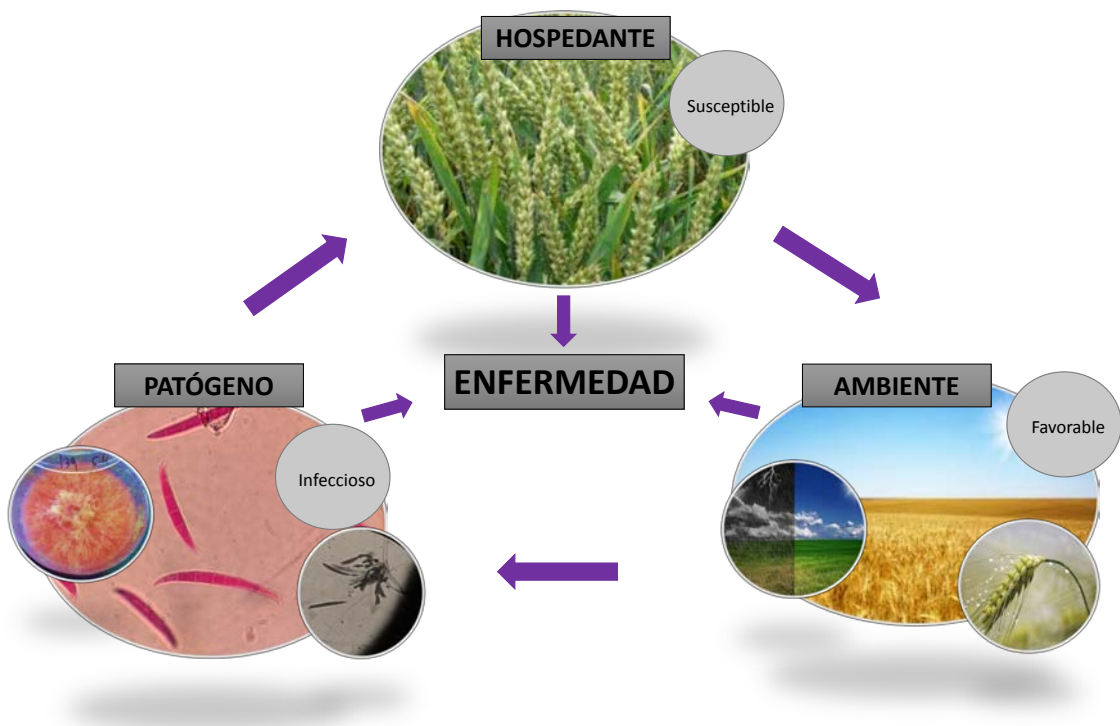 HOSPEDANTE
Susceptible
ENFERMEDAD
PATÓGENO
AMBIENTE
Favorable
Infeccioso